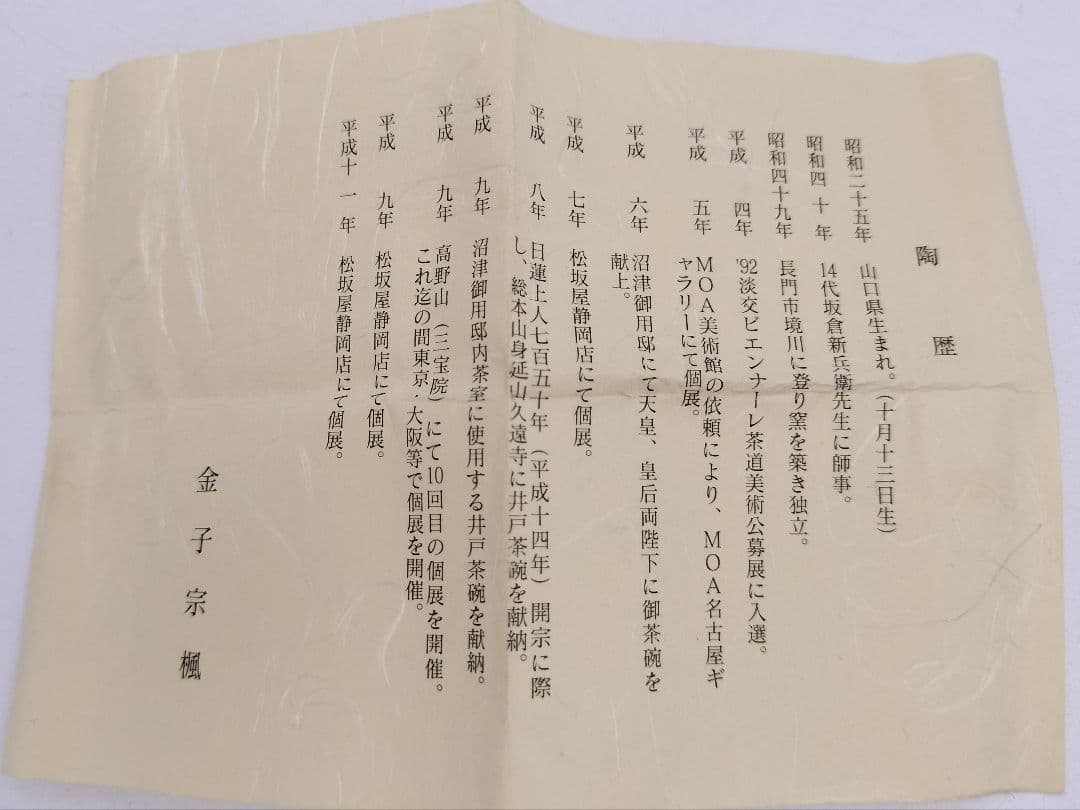 陶歴
昭和二十五年 山口県生まれ。（十月十三日生）
昭和四十年 14代坂倉新兵衛先生に師事。
昭和四十九年 長門市境川に登り窯を築き独立。
平成四年 '92淡交ビエンナーレ茶道美術公募展に入選。
平成五年 MOA美術館の依頼により、MOA名古屋ギ
ャラリーにて個展。
平成六年 沼津御用邸にて天皇、皇后両陛下に御茶碗を
献上。
平成七年 松坂屋静岡店にて個展。
平成八年 日蓮上人七百五十年（平成十四年）開宗に際
し、総本山身延山久遠寺に井戸茶碗を献納。
平成九年 沼津御用邸内茶室に使用する井戸茶碗を献納。
平成九年 高野山（三宝院）にて10回目の個展を開催。
これ迄の間東京・大阪等で個展を開催。
平成九年 松坂屋静岡店にて個展。
平成十一年 松坂屋静岡店にて個展。
金子宗楓